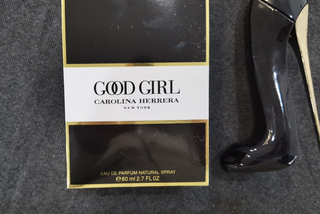 GOOD GIRL
CAROLINA HERRERA
NEW YORK
EAU DE PARFUM NATURAL SPRAY
℮80 ml 2.7 FL OZ